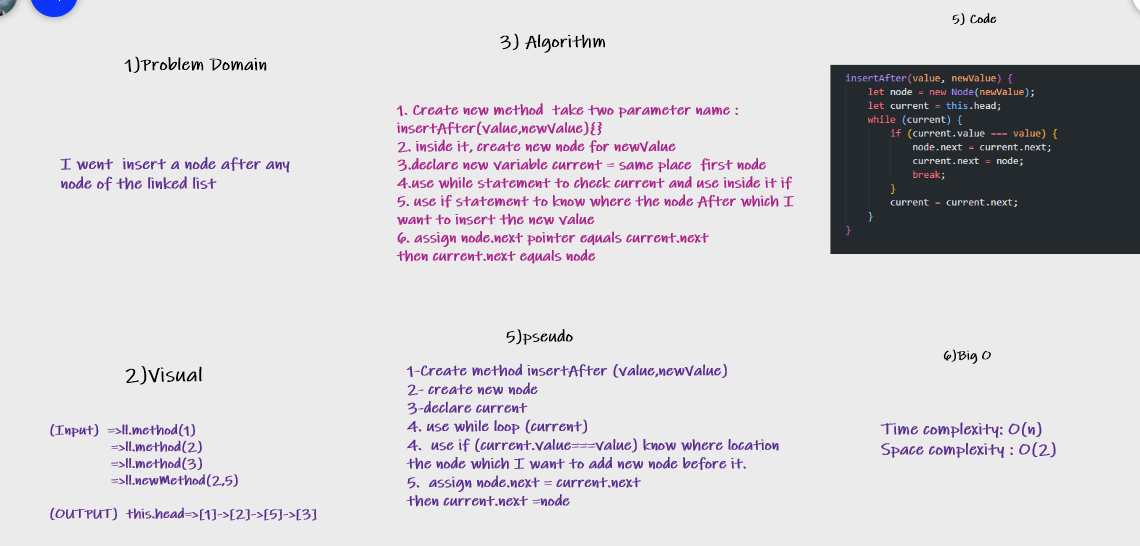 1)Problem Domain
I went insert a node after any
node of the linked list
2)Visual
(Input) =>ll.method(1)
=>ll.method(2)
=>ll.method(3)
=>ll.newMethod(2,5)
(OUTPUT) this.head=>[1]->[2]->[5]->[3]
3) Algorithm
1. Create new method take two parameter name :
insertAfter(value,newValue){}
2. inside it, create new node for newValue
3.declare new variable current = same place first node
4.use while statement to check current and use inside it if
5. use if statement to know where the node After which I
want to insert the new value
6. assign node.next pointer equals current.next
then current.next equals node
5)pseudo
1-Create method insertAfter (value,newValue)
2- create new node
3-declare current
4. use while loop (current)
4. use if (current.value===value) know where location
the node which I want to add new node before it.
5. assign node.next = current.next
then current.next =node
5) Code
insertAfter(value, newValue) {
let node = new Node(newValue);
let current = this.head;
while (current) {
if (current.value === value) {
node.next = current.next;
current.next = node;
break;
}
current = current.next;
}
}
6)Big O
Time complexity: O(n)
Space complexity : O(2)